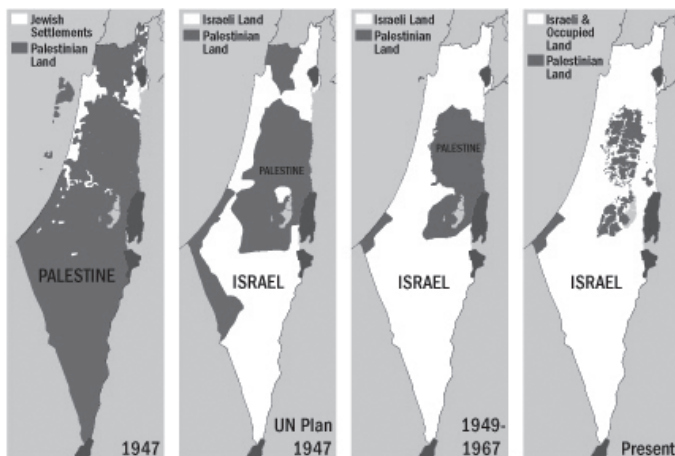 Jewish
Settlements
Palestinian
Land
PALESTINE
1947
Israeli Land
Palestinian
Land
PALESTINE
ISRAEL
UN Plan
1947
Israeli Land
Palestinian
Land
PALESTINE
ISRAEL
1949-
1967
Israeli &
Occupied
Land
Palestinian
Land
ISRAEL
Present